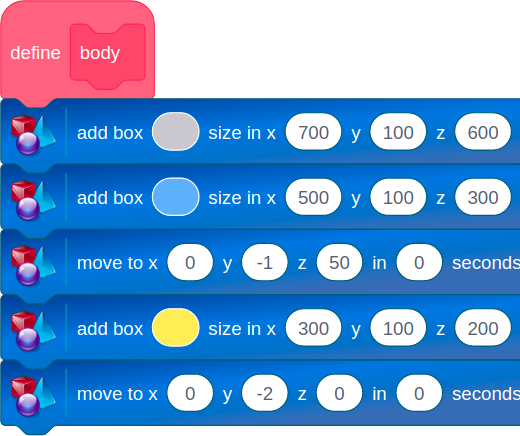 define body
add box size in x 700 y 100 z 600
add box size in x 500 y 100 z 300
move to x 0 y -1 z 50 in 0 seconds
add box size in x 300 y 100 z 200
move to x 0 y -2 z 0 in 0 seconds